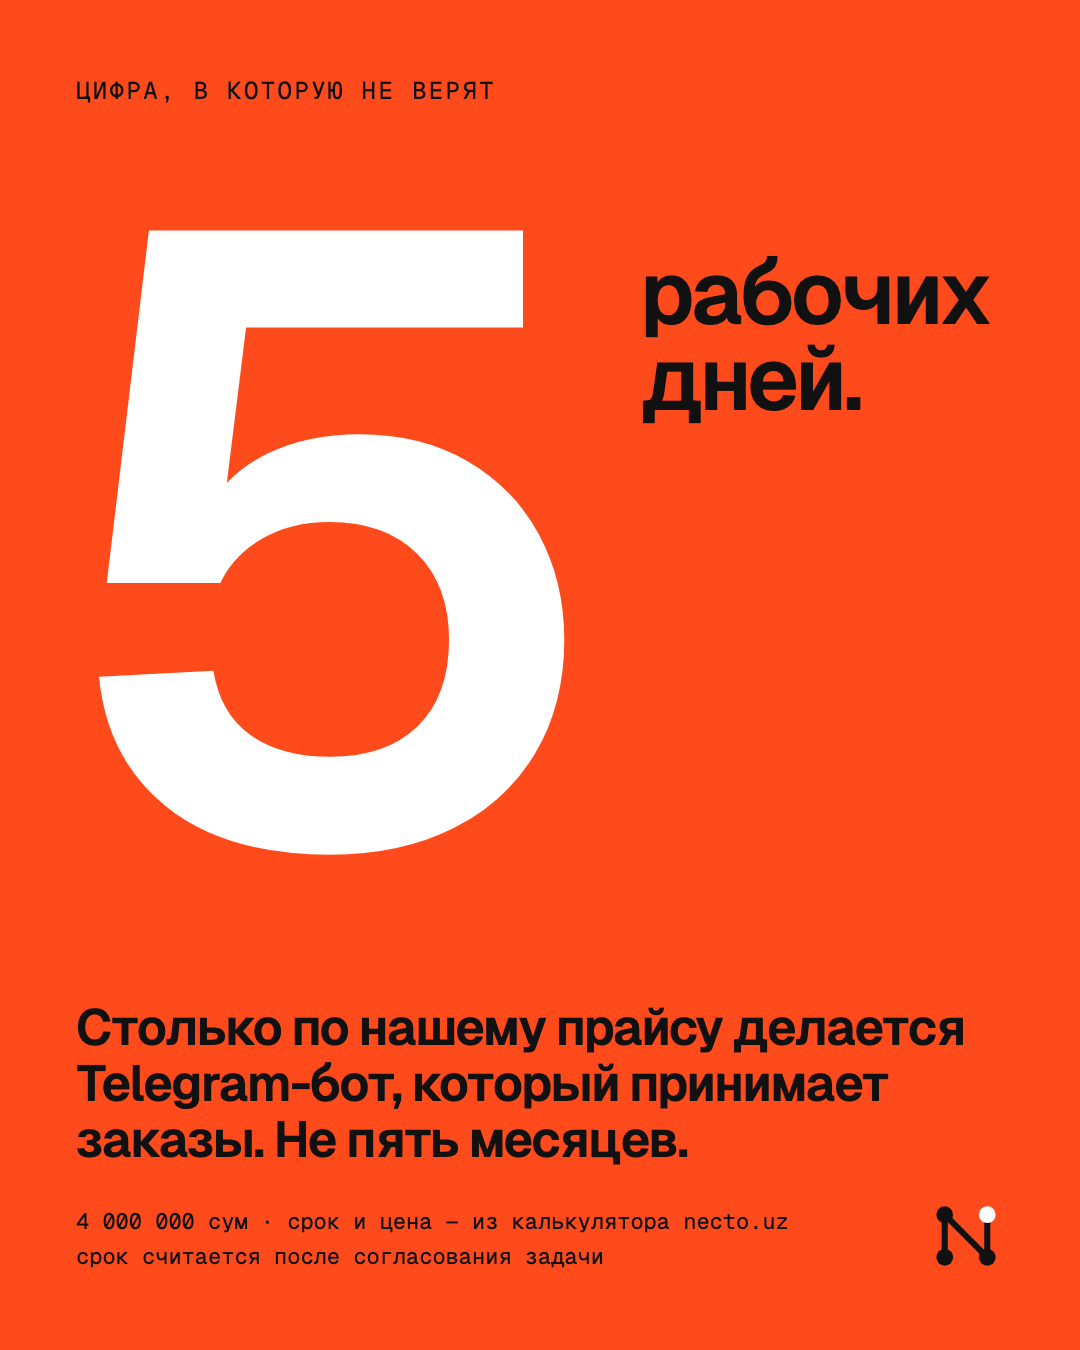 ЦИФРА, В КОТОРУЮ НЕ ВЕРЯТ
5
рабочих
дней.
Столько по нашему прайсу делается
Telegram-бот, который принимает
заказы. Не пять месяцев.
4 000 000 сум · срок и цена — из калькулятора necto.uz
срок считается после согласования задачи